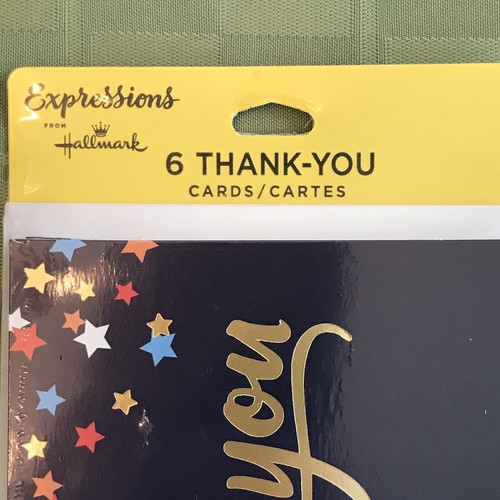 Expressions
FROM
Hallmark
6 THANK-YOU
CARDS/CARTES
you